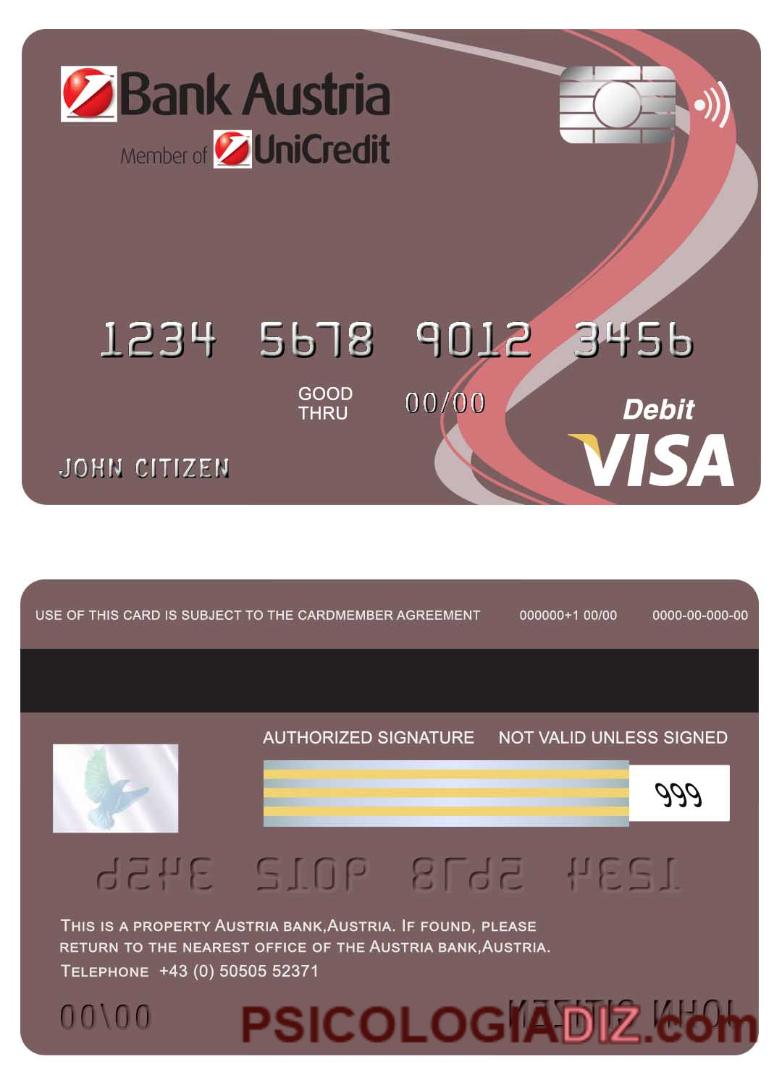 Bank Austria
Member of UniCredit
1234 5678 9012 3456
GOOD
THRU
00/00
Debit
VISA
JOHN CITIZEN
USE OF THIS CARD IS SUBJECT TO THE CARDMEMBER AGREEMENT 000000+1 00/00 0000-00-000-00
AUTHORIZED SIGNATURE NOT VALID UNLESS SIGNED
999
1234 5678 9012 3456
THIS IS A PROPERTY AUSTRIA BANK,AUSTRIA. IF FOUND, PLEASE
RETURN TO THE NEAREST OFFICE OF THE AUSTRIA BANK,AUSTRIA.
TELEPHONE +43 (0) 50505 52371
00/00
JOHN CITIZEN
PSICOLOGIADIZ.com